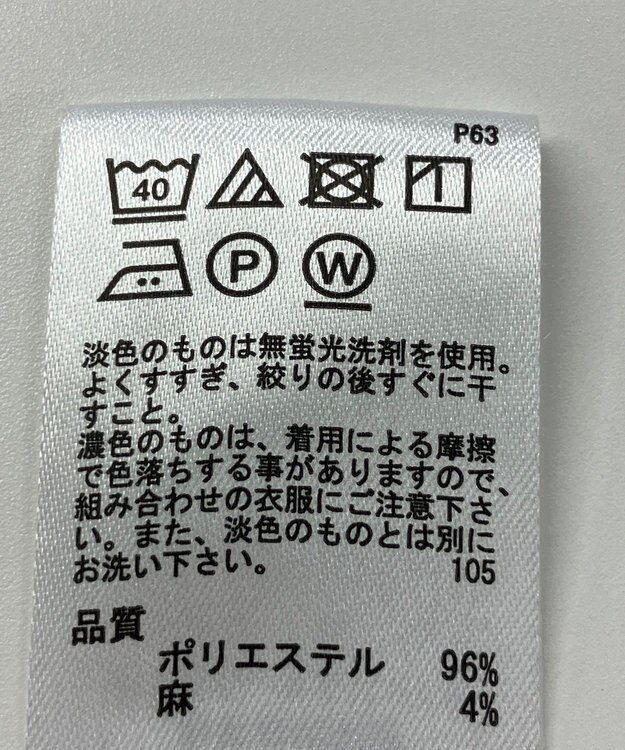 P63
40
P W
淡色のものは無蛍光洗剤を使用。
よくすすぎ、絞りの後すぐに干
すこと。
濃色のものは、着用による摩擦
で色落ちする事がありますので、
組み合わせの衣服にご注意下さ
い。また、淡色のものとは別に
お洗い下さい。 105
品質
ポリエステル 96%
麻 4%